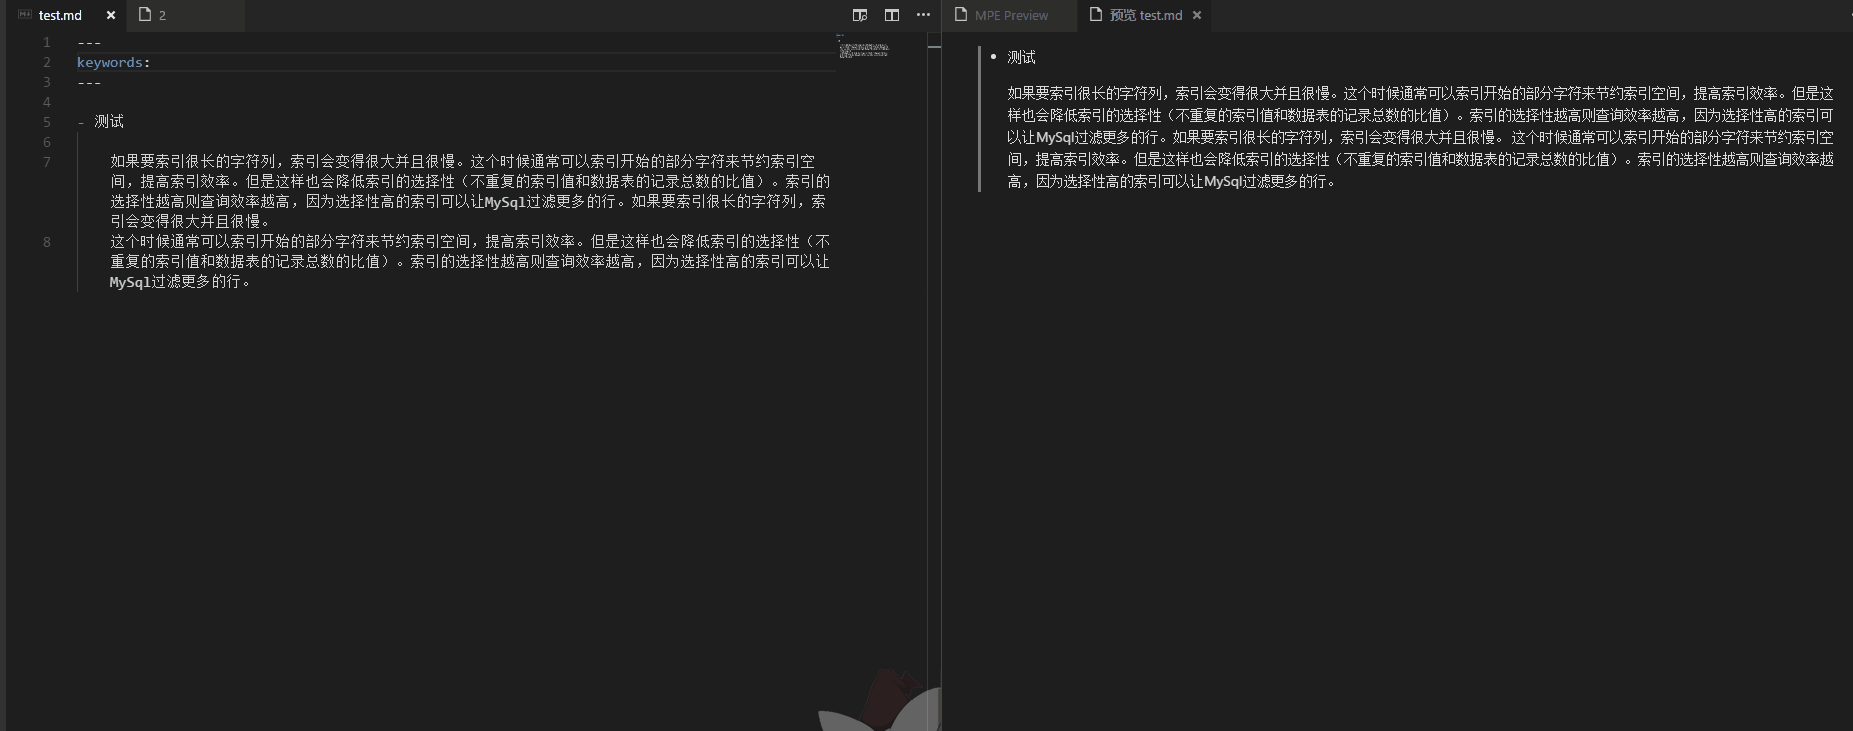 test.md
2
MPE Preview
预览 test.md
1 ---
2 keywords:
3 ---
4
5 - 测试
6
7 如果要索引很长的字符列，索引会变得很大并且很慢。这个时候通常可以索引开始的部分字符来节约索引空
间，提高索引效率。但是这样也会降低索引的选择性（不重复的索引值和数据表的记录总数的比值）。索引的
选择性越高则查询效率越高，因为选择性高的索引可以让MySql过滤更多的行。如果要索引很长的字符列，索
引会变得很大并且很慢。
8 这个时候通常可以索引开始的部分字符来节约索引空间，提高索引效率。但是这样也会降低索引的选择性（不
重复的索引值和数据表的记录总数的比值）。索引的选择性越高则查询效率越高，因为选择性高的索引可以让
MySql过滤更多的行。
• 测试
如果要索引很长的字符列，索引会变得很大并且很慢。这个时候通常可以索引开始的部分字符来节约索引空间，提高索引效率。但是这
样也会降低索引的选择性（不重复的索引值和数据表的记录总数的比值）。索引的选择性越高则查询效率越高，因为选择性高的索引可
以让MySql过滤更多的行。如果要索引很长的字符列，索引会变得很大并且很慢。 这个时候通常可以索引开始的部分字符来节约索引空
间，提高索引效率。但是这样也会降低索引的选择性（不重复的索引值和数据表的记录总数的比值）。索引的选择性越高则查询效率越
高，因为选择性高的索引可以让MySql过滤更多的行。